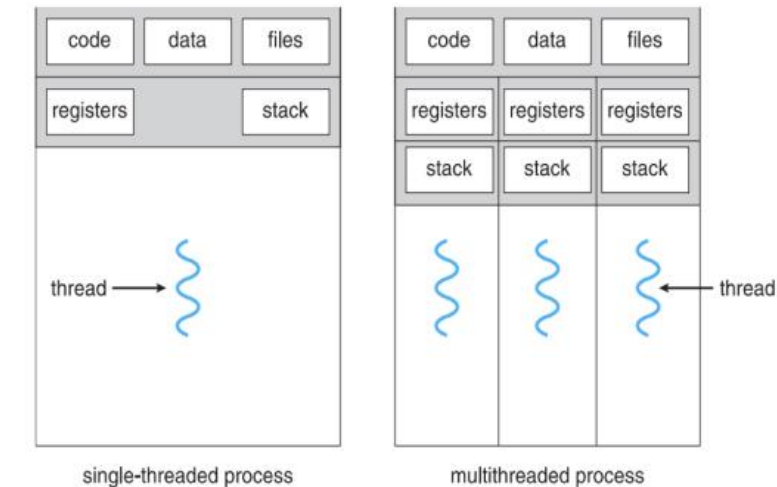 code data files
registers stack
thread
single-threaded process
code data files
registers registers registers
stack stack stack
thread
multithreaded process